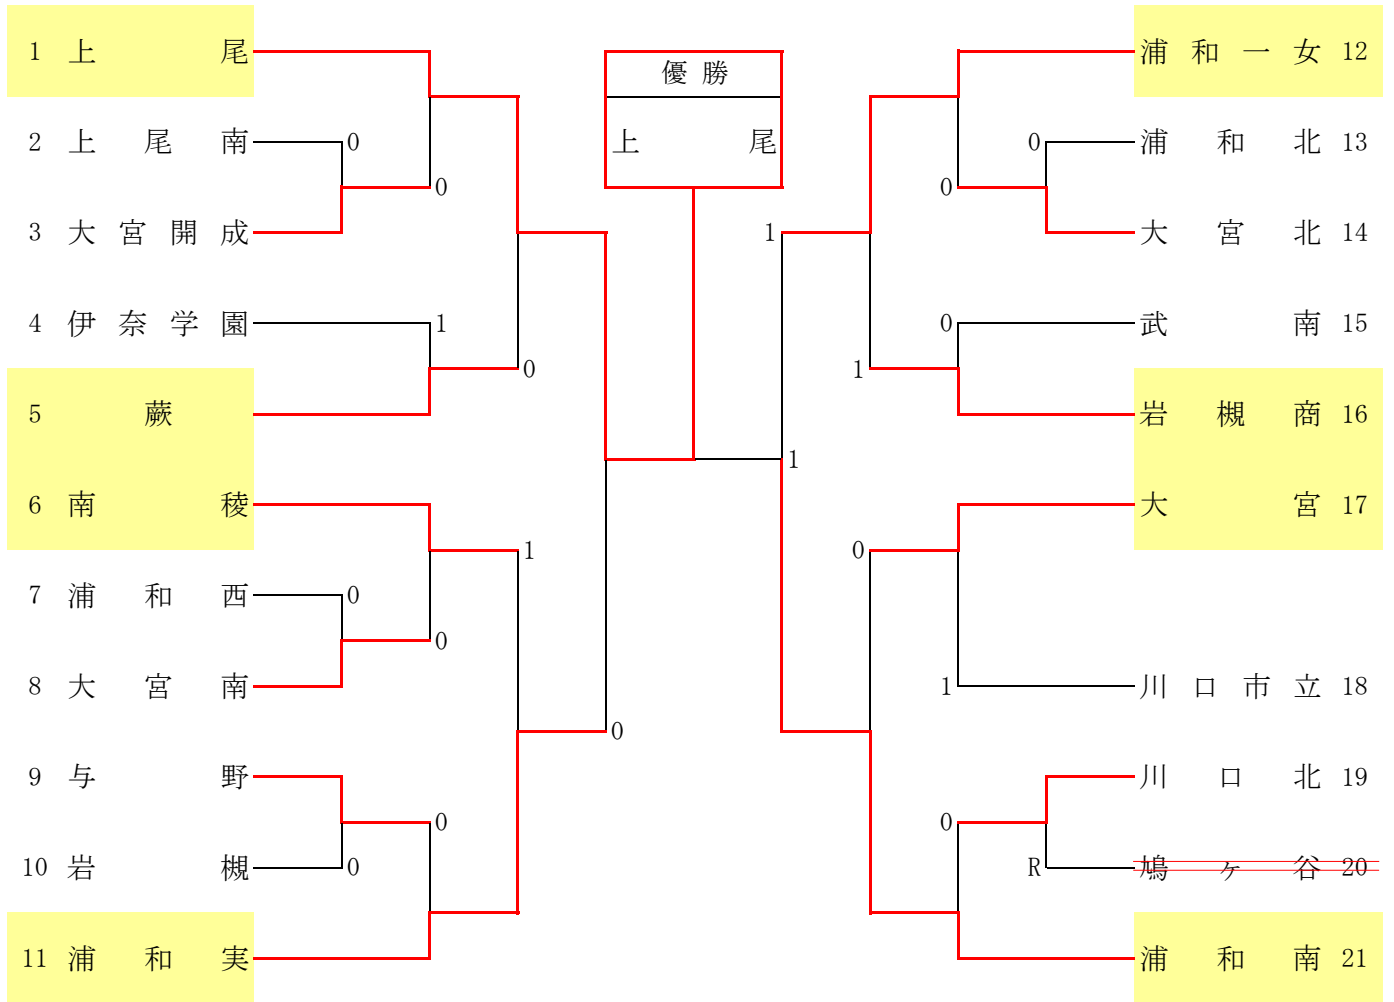 1 上尾
優勝
浦和一女 12
2 上尾南 0
上尾
0 浦和北 13
0
0
3 大宮開成
1
大宮北 14
4 伊奈学園 1
0 武南 15
0
1
5 蕨
岩槻商 16
1
6 南稜
大宮 17
1
0
7 浦和西 0
0
8 大宮南
1 川口市立 18
0
9 与野
川口北 19
0
0
10 岩槻 0
R 鳩ヶ谷 20
11 浦和実
浦和南 21